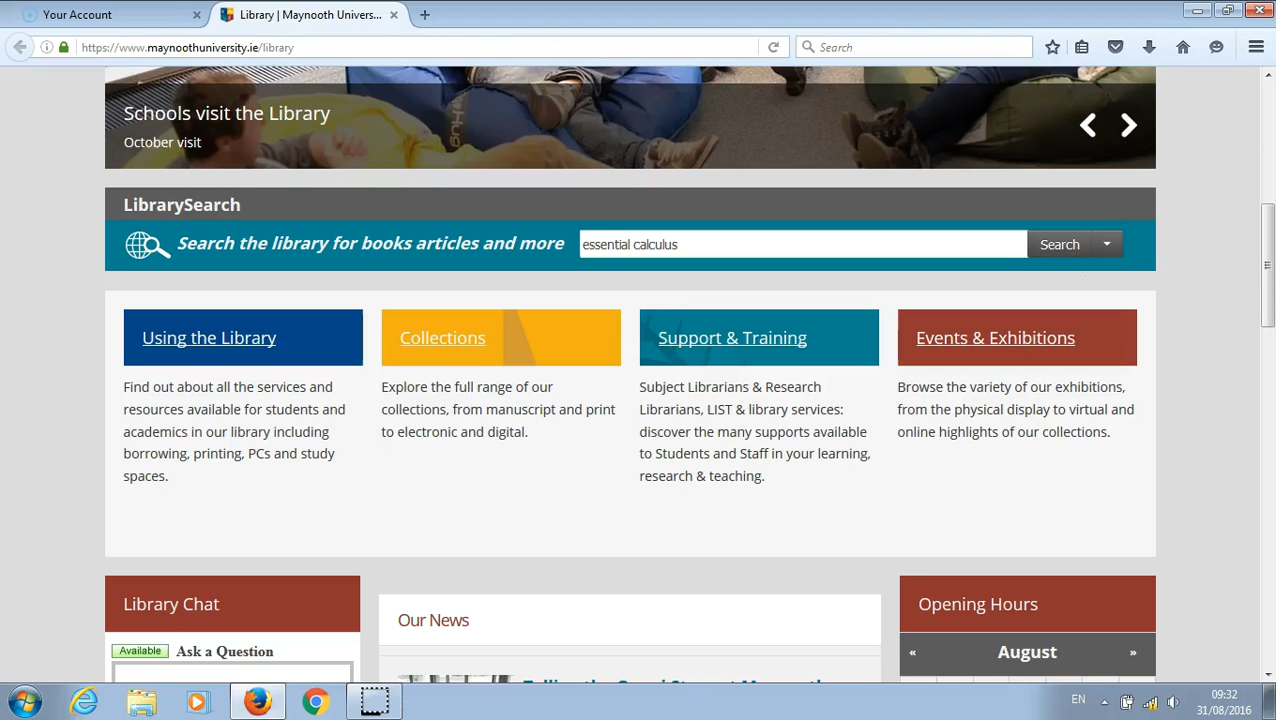 Your Account
Library | Maynooth Univers...
https://www.maynoothuniversity.ie/library
Search
Schools visit the Library
October visit
LibrarySearch
Search the library for books articles and more
essential calculus
Search
Using the Library
Find out about all the services and
resources available for students and
academics in our library including
borrowing, printing, PCs and study
spaces.
Collections
Explore the full range of our
collections, from manuscript and print
to electronic and digital.
Support & Training
Subject Librarians & Research
Librarians, LIST & library services:
discover the many supports available
to Students and Staff in your learning,
research & teaching.
Events & Exhibitions
Browse the variety of our exhibitions,
from the physical display to virtual and
online highlights of our collections.
Library Chat
Available Ask a Question
Our News
Opening Hours
« August »
EN
09:32
31/08/2016